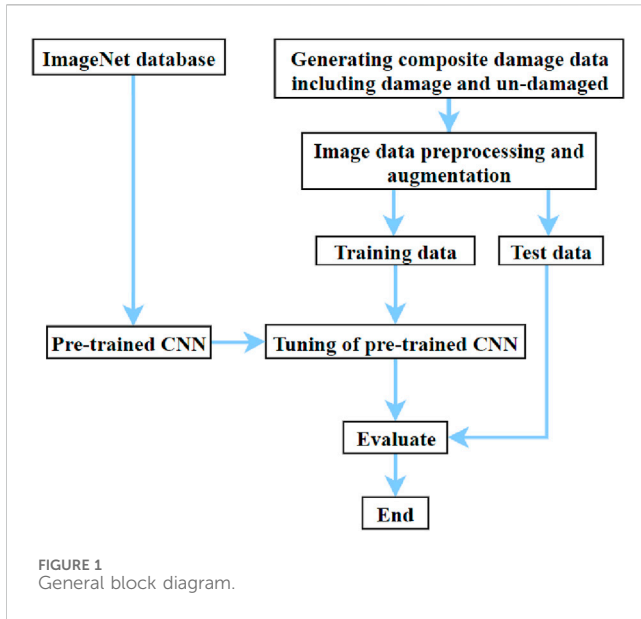 ImageNet database
Generating composite damage data
including damage and un-damaged
Image data preprocessing and
augmentation
Training data
Test data
Pre-trained CNN
Tuning of pre-trained CNN
Evaluate
End
FIGURE 1
General block diagram.